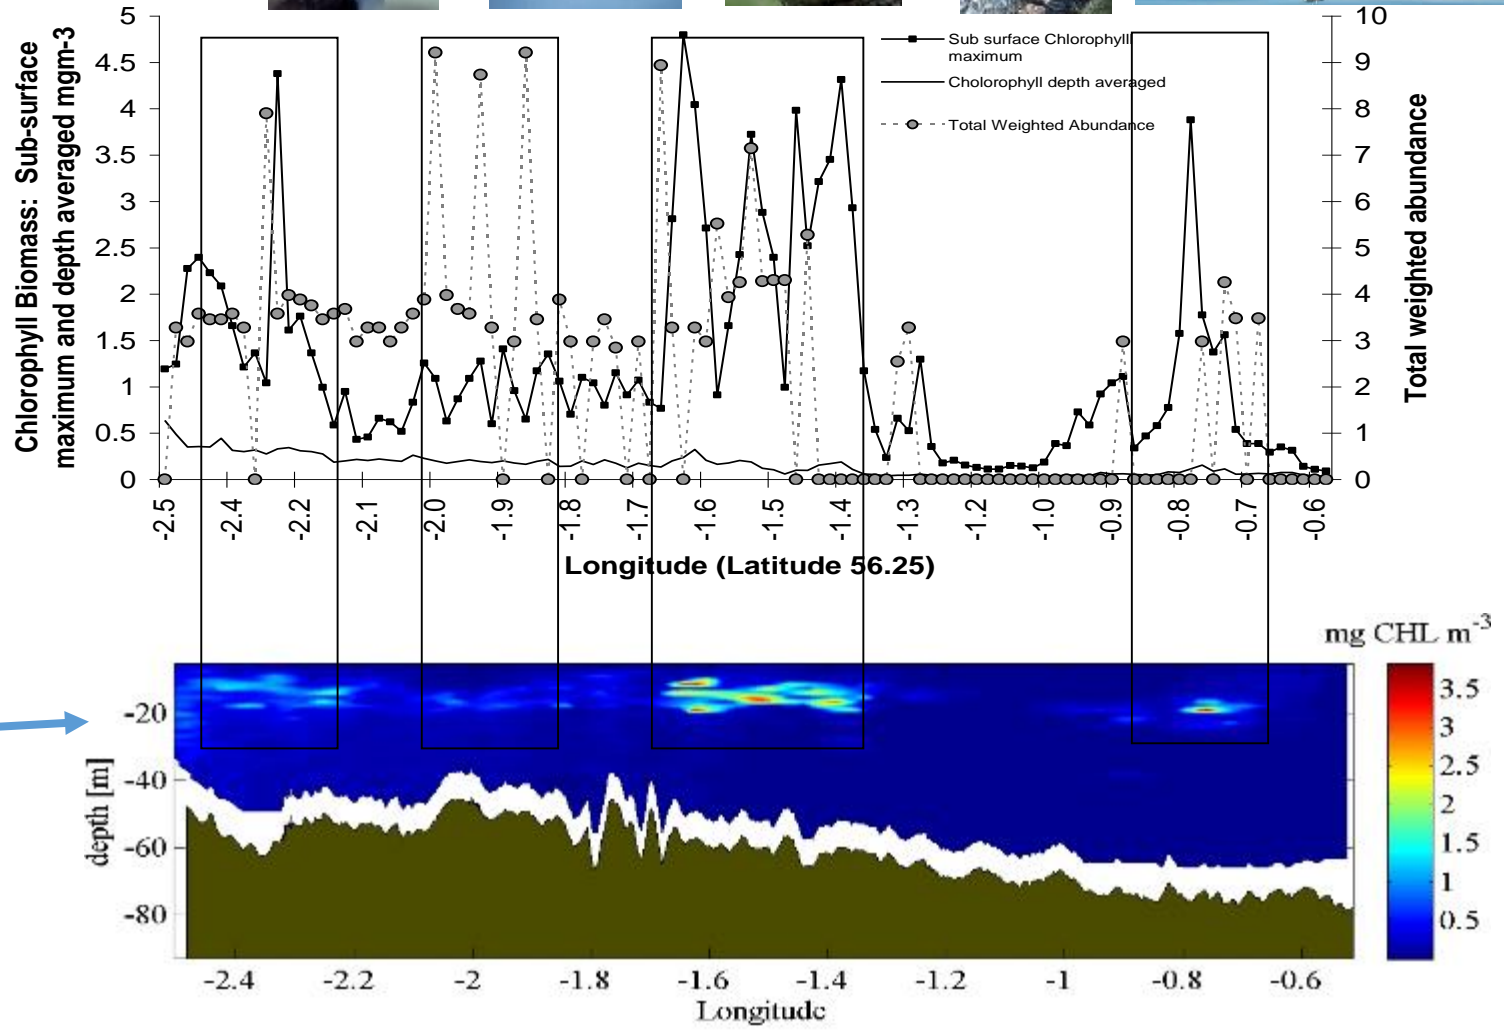 Chlorophyll Biomass: Sub-surface
maximum and depth averaged mgm-3
5
4.5
4
3.5
3
2.5
2
1.5
1
0.5
0
Sub surface Chlorophyll
maximum
Cholorophyll depth averaged
Total Weighted Abundance
10
9
8
7
6
5
4
3
2
1
0
Total weighted abundance
-2.5 -2.4 -2.2 -2.1 -2.0 -1.9 -1.8 -1.7 -1.6 -1.5 -1.4 -1.3 -1.2 -1.0 -0.9 -0.8 -0.7 -0.6
Longitude (Latitude 56.25)
mg CHL m-3
3.5
3
2.5
2
1.5
1
0.5
depth [m]
-20
-40
-60
-80
-2.4 -2.2 -2 -1.8 -1.6 -1.4 -1.2 -1 -0.8 -0.6
Longitude